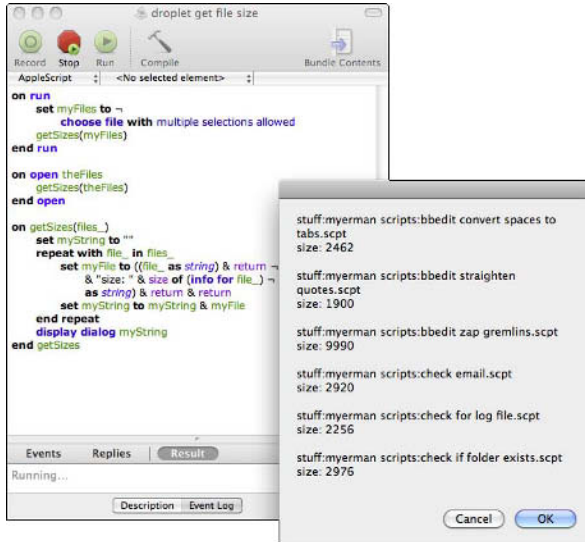 droplet get file size
Record Stop Run Compile Bundle Contents
AppleScript <No selected element>
on run
set myFiles to ¬
choose file with multiple selections allowed
getSizes(myFiles)
end run
on open theFiles
getSizes(theFiles)
end open
on getSizes(files_)
set myString to ""
repeat with file_ in files_
set myFile to ((file_ as string) & return ¬
& "size: " & size of (info for file_) ¬
as string) & return & return
set myString to myString & myFile
end repeat
display dialog myString
end getSizes
Events Replies Result
Running...
Description Event Log
stuff:myerman scripts:bbedit convert spaces to
tabs.scpt
size: 2462
stuff:myerman scripts:bbedit straighten
quotes.scpt
size: 1900
stuff:myerman scripts:bbedit zap gremlins.scpt
size: 9990
stuff:myerman scripts:check email.scpt
size: 2920
stuff:myerman scripts:check for log file.scpt
size: 2256
stuff:myerman scripts:check if folder exists.scpt
size: 2976
Cancel OK